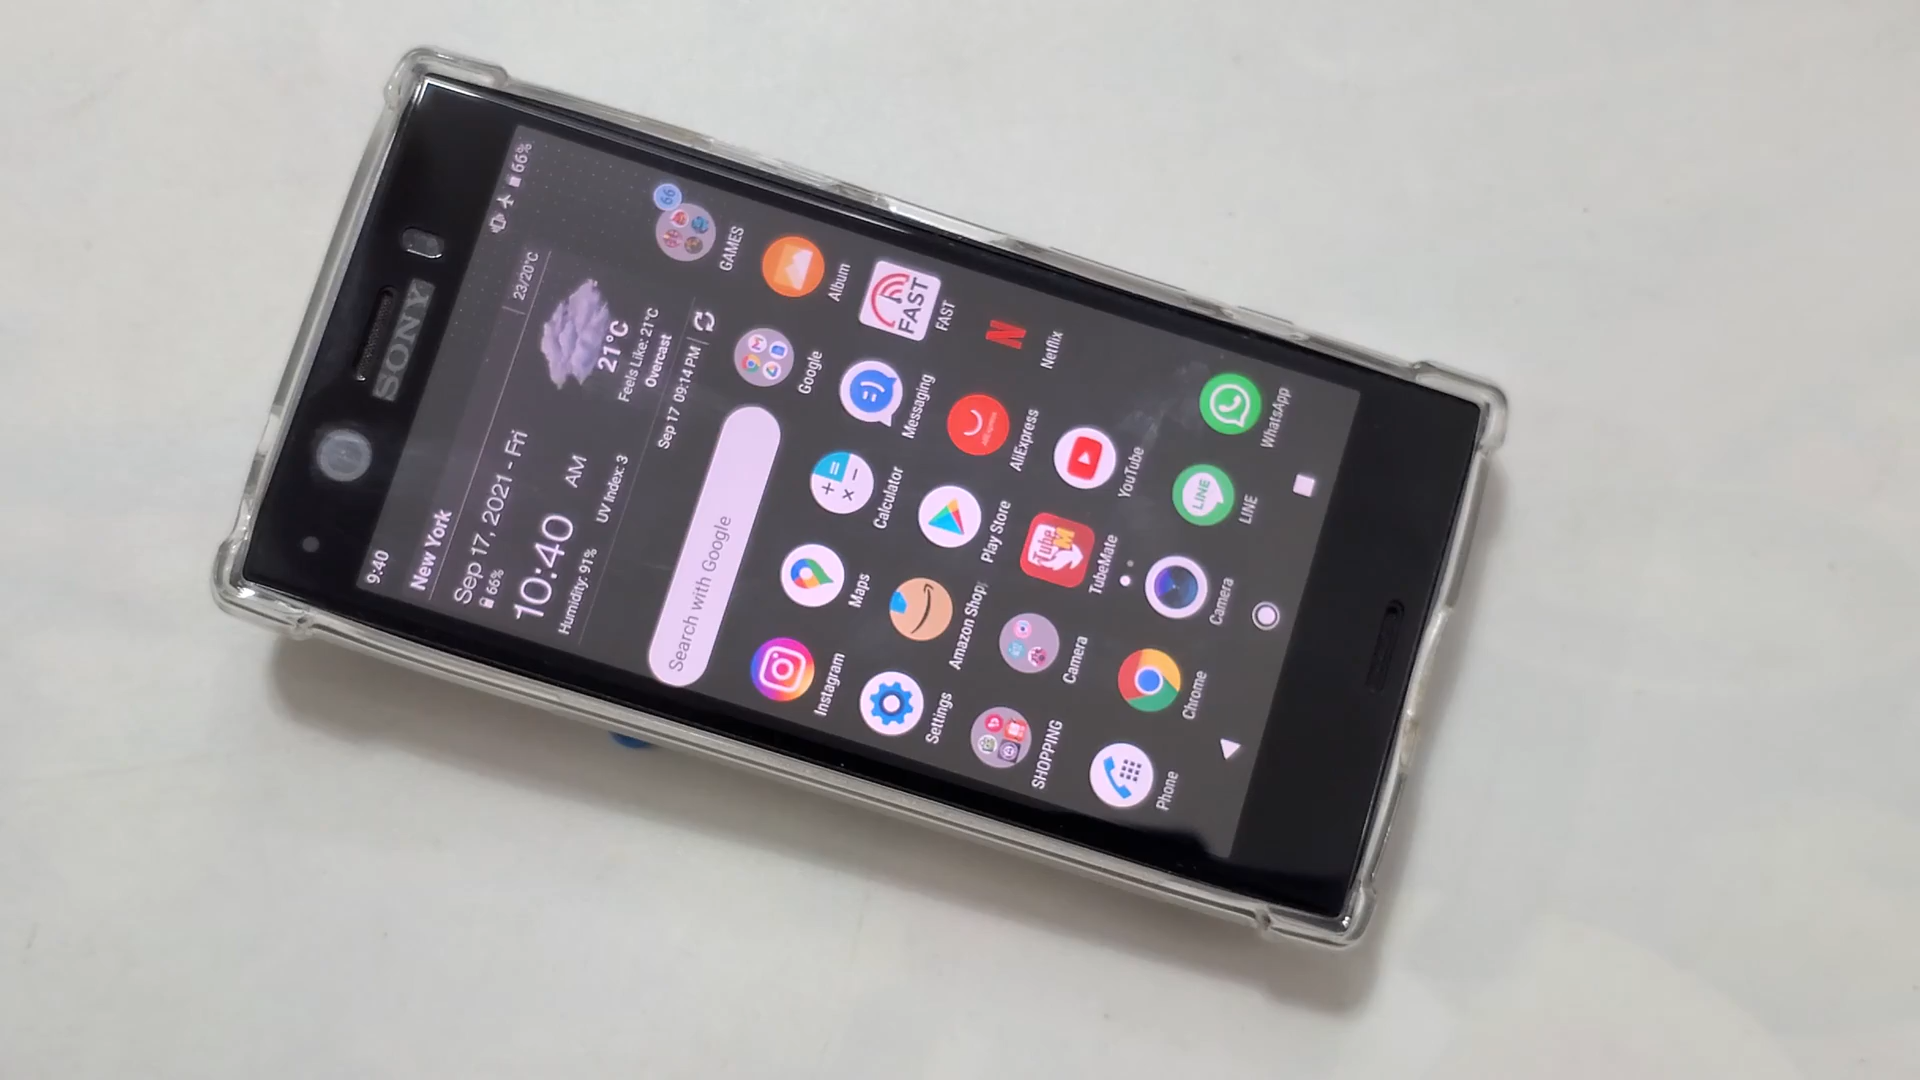 SONY
9:40 66%
New York 23/20°C
Sep 17, 2021 - Fri
66%
10:40 AM 21°C
Feels Like: 21°C
Humidity: 91% UV Index: 3 Overcast
Sep 17 09:14 PM
Search with Google
66
Instagram Maps Calculator Messaging Google Album GAMES
FAST
Settings Amazon Shop Play Store AliExpress FAST
Tube M
SHOPPING Camera TubeMate YouTube Netflix
LINE
Phone Chrome Camera LINE WhatsApp